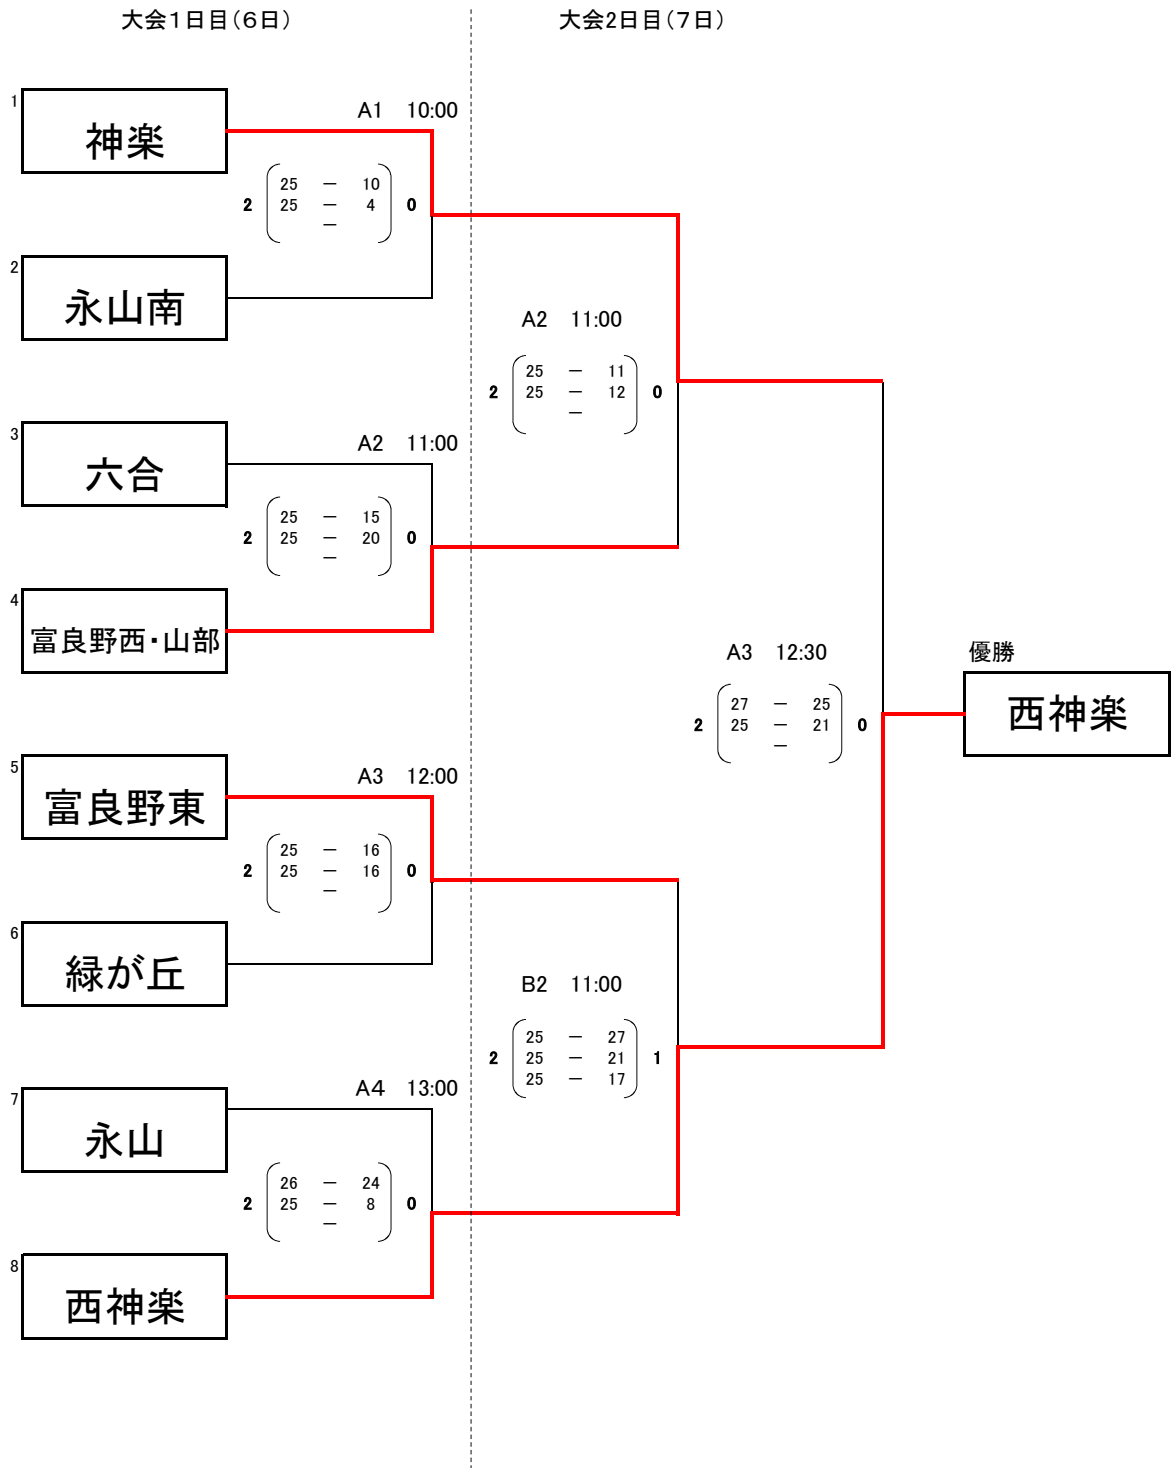 大会１日目（６日）
大会2日目（7日）
1
神楽
A1 10:00
2
25 － 10
25 － 4
－
0
2
永山南
A2 11:00
2
25 － 11
25 － 12
－
0
3
六合
A2 11:00
2
25 － 15
25 － 20
－
0
4
富良野西・山部
A3 12:30
2
27 － 25
25 － 21
－
0
優勝
西神楽
5
富良野東
A3 12:00
2
25 － 16
25 － 16
－
0
6
緑が丘
B2 11:00
2
25 － 27
25 － 21
25 － 17
1
7
永山
A4 13:00
2
26 － 24
25 － 8
－
0
8
西神楽